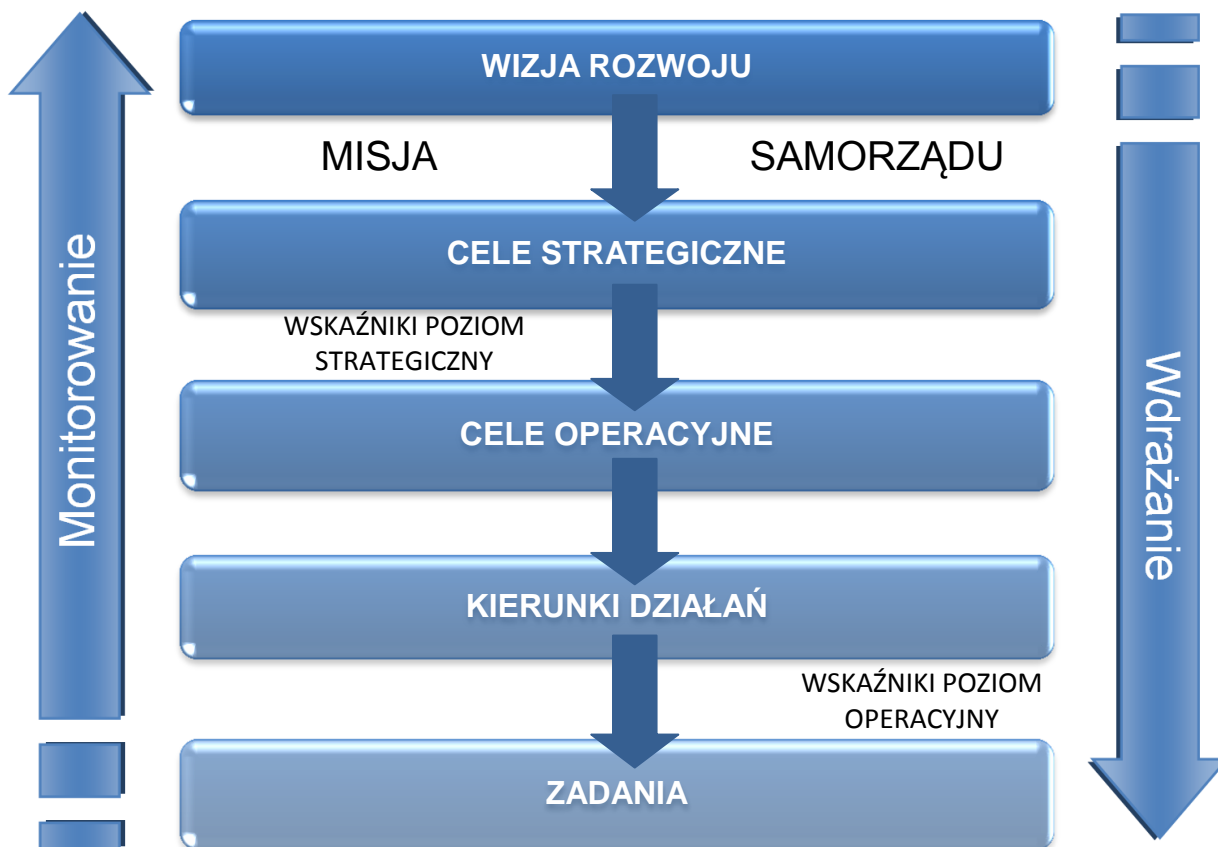 WIZJA ROZWOJU
MISJA SAMORZĄDU
CELE STRATEGICZNE
WSKAŹNIKI POZIOM
STRATEGICZNY
CELE OPERACYJNE
KIERUNKI DZIAŁAŃ
WSKAŹNIKI POZIOM
OPERACYJNY
ZADANIA
Monitorowanie
Wdrażanie